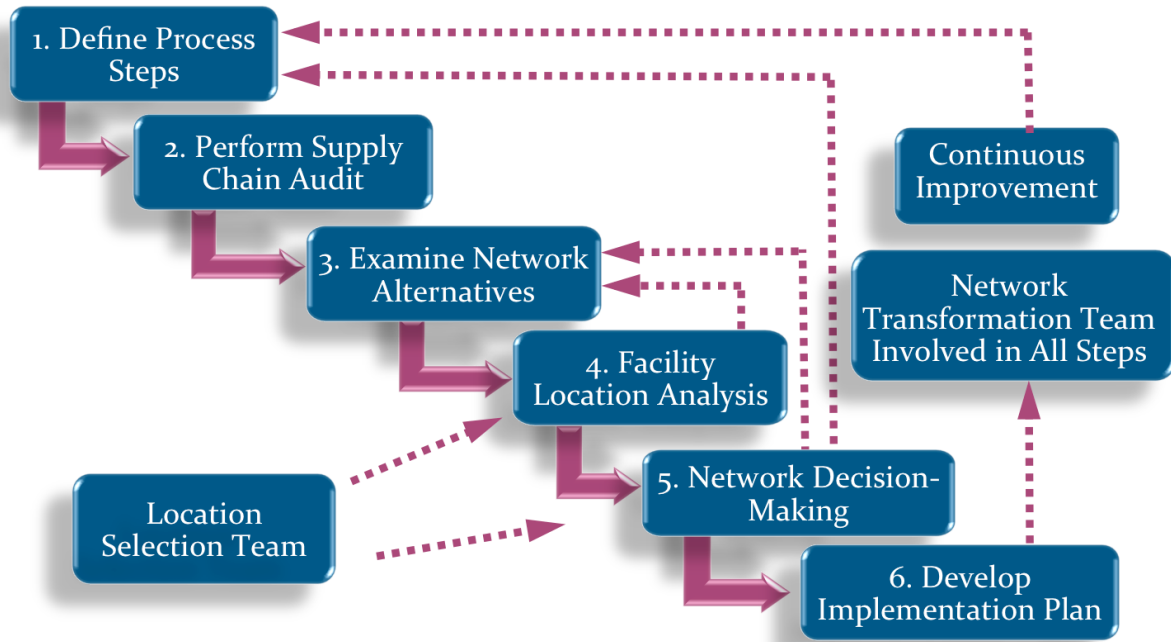 1. Define Process
Steps
2. Perform Supply
Chain Audit
Continuous
Improvement
3. Examine Network
Alternatives
Network
Transformation Team
Involved in All Steps
4. Facility
Location Analysis
Location
Selection Team
5. Network Decision-
Making
6. Develop
Implementation Plan